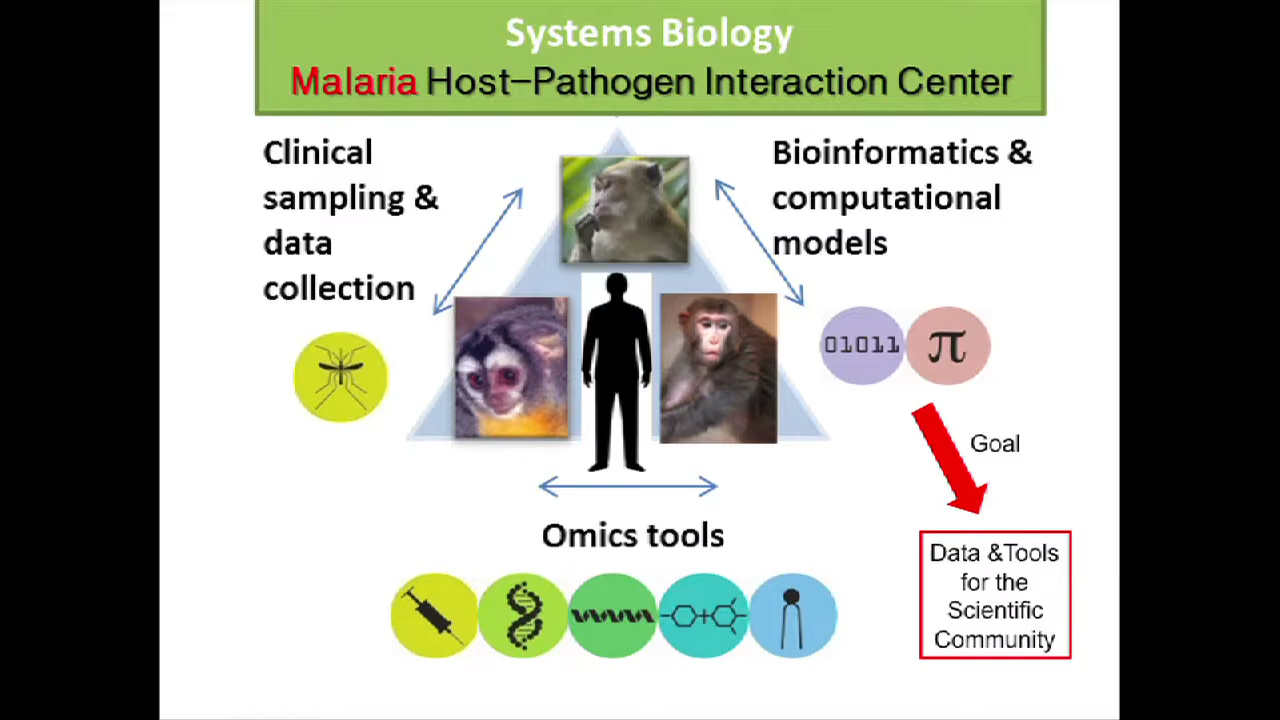 Systems Biology
Malaria Host-Pathogen Interaction Center
Clinical
sampling &
data
collection
Bioinformatics &
computational
models
01011
π
Goal
Omics tools
Data &Tools
for the
Scientific
Community